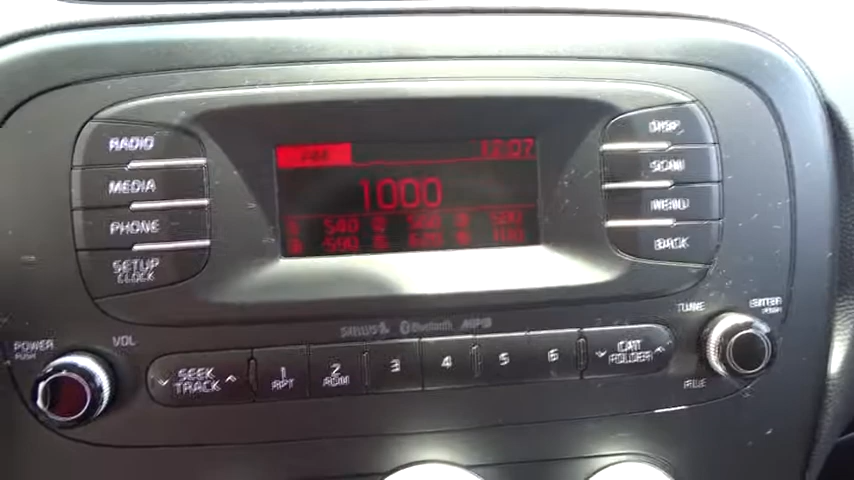 RADIO
MEDIA
PHONE
SETUP
CLOCK
AM 12:07
1000
540
590
DISP
SCAN
MENU
BACK
SIRIUS Bluetooth MP3
POWER
PUSH
VOL
SEEK
TRACK
1
RPT
2
RDM
3
4
5
6
CAT
FOLDER
TUNE
FILE
ENTER
PUSH